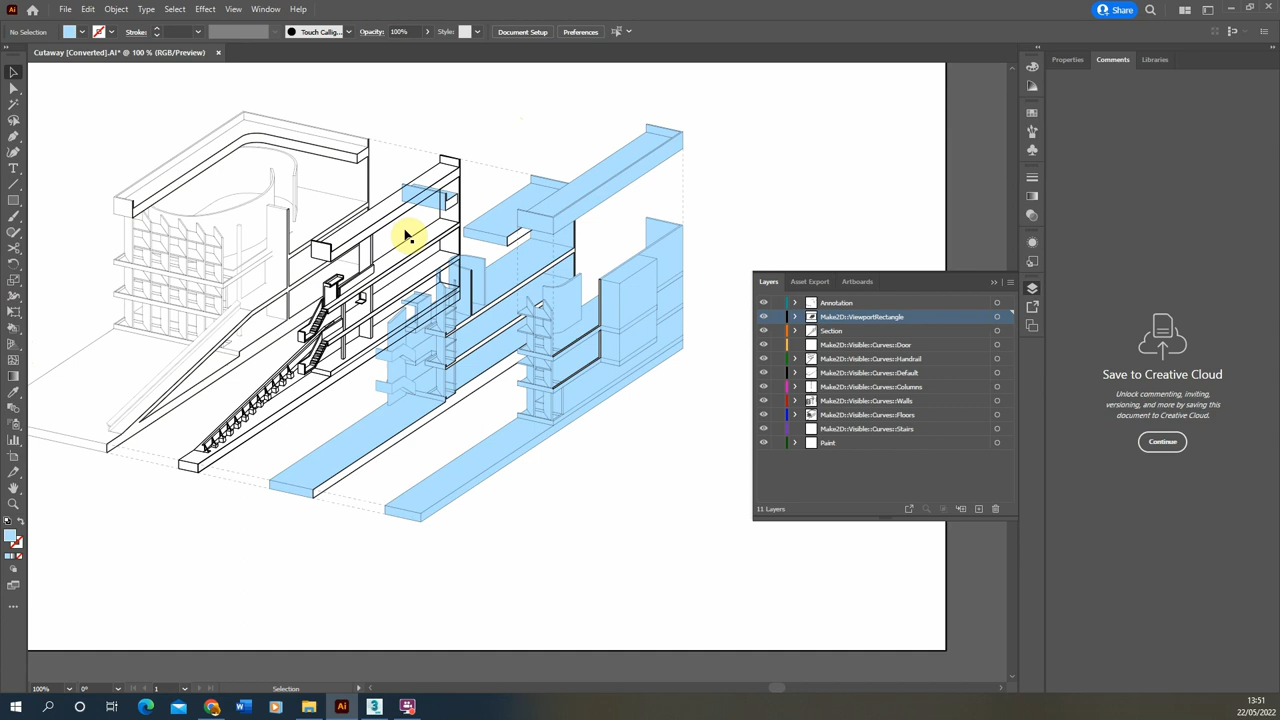 Ai File Edit Object Type Select Effect View Window Help Share
No Selection Stroke: Touch Callig... Opacity: 100% Style: Document Setup Preferences
Cutaway [Converted].AI* @ 100 % (RGB/Preview) ×
Properties Comments Libraries
Layers Asset Export Artboards
Annotation
Make2D::ViewportRectangle
Section
Make2D::Visible::Curves::Door
Make2D::Visible::Curves::Handrail
Make2D::Visible::Curves::Default
Make2D::Visible::Curves::Columns
Make2D::Visible::Curves::Walls
Make2D::Visible::Curves::Floors
Make2D::Visible::Curves::Stairs
Paint
11 Layers
Save to Creative Cloud
Unlock commenting, inviting,
versioning, and more by saving this
document to Creative Cloud.
Continue
100% 0° 1 Selection
13:51
22/05/2022